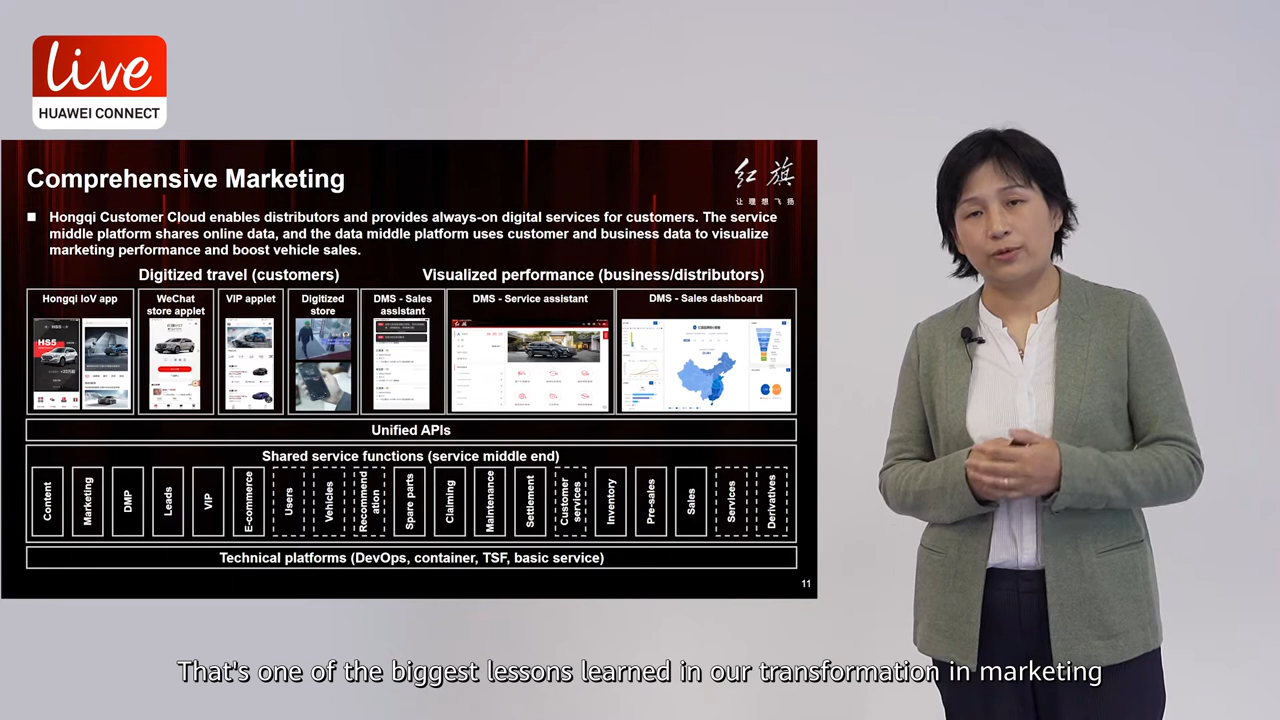 live
HUAWEI CONNECT
Comprehensive Marketing
红旗
让理想飞扬
■ Hongqi Customer Cloud enables distributors and provides always-on digital services for customers. The service
middle platform shares online data, and the data middle platform uses customer and business data to visualize
marketing performance and boost vehicle sales.
Digitized travel (customers)
Visualized performance (business/distributors)
Hongqi IoV app
WeChat
store applet
VIP applet
Digitized
store
DMS - Sales
assistant
DMS - Service assistant
DMS - Sales dashboard
HS5
Unified APIs
Shared service functions (service middle end)
Content
Marketing
DMP
Leads
VIP
E-commerce
Users
Vehicles
Recommend
ation
Spare parts
Claiming
Maintenance
Settlement
Customer
services
Inventory
Pre-sales
Sales
Services
Derivatives
Technical platforms (DevOps, container, TSF, basic service)
11
That's one of the biggest lessons learned in our transformation in marketing